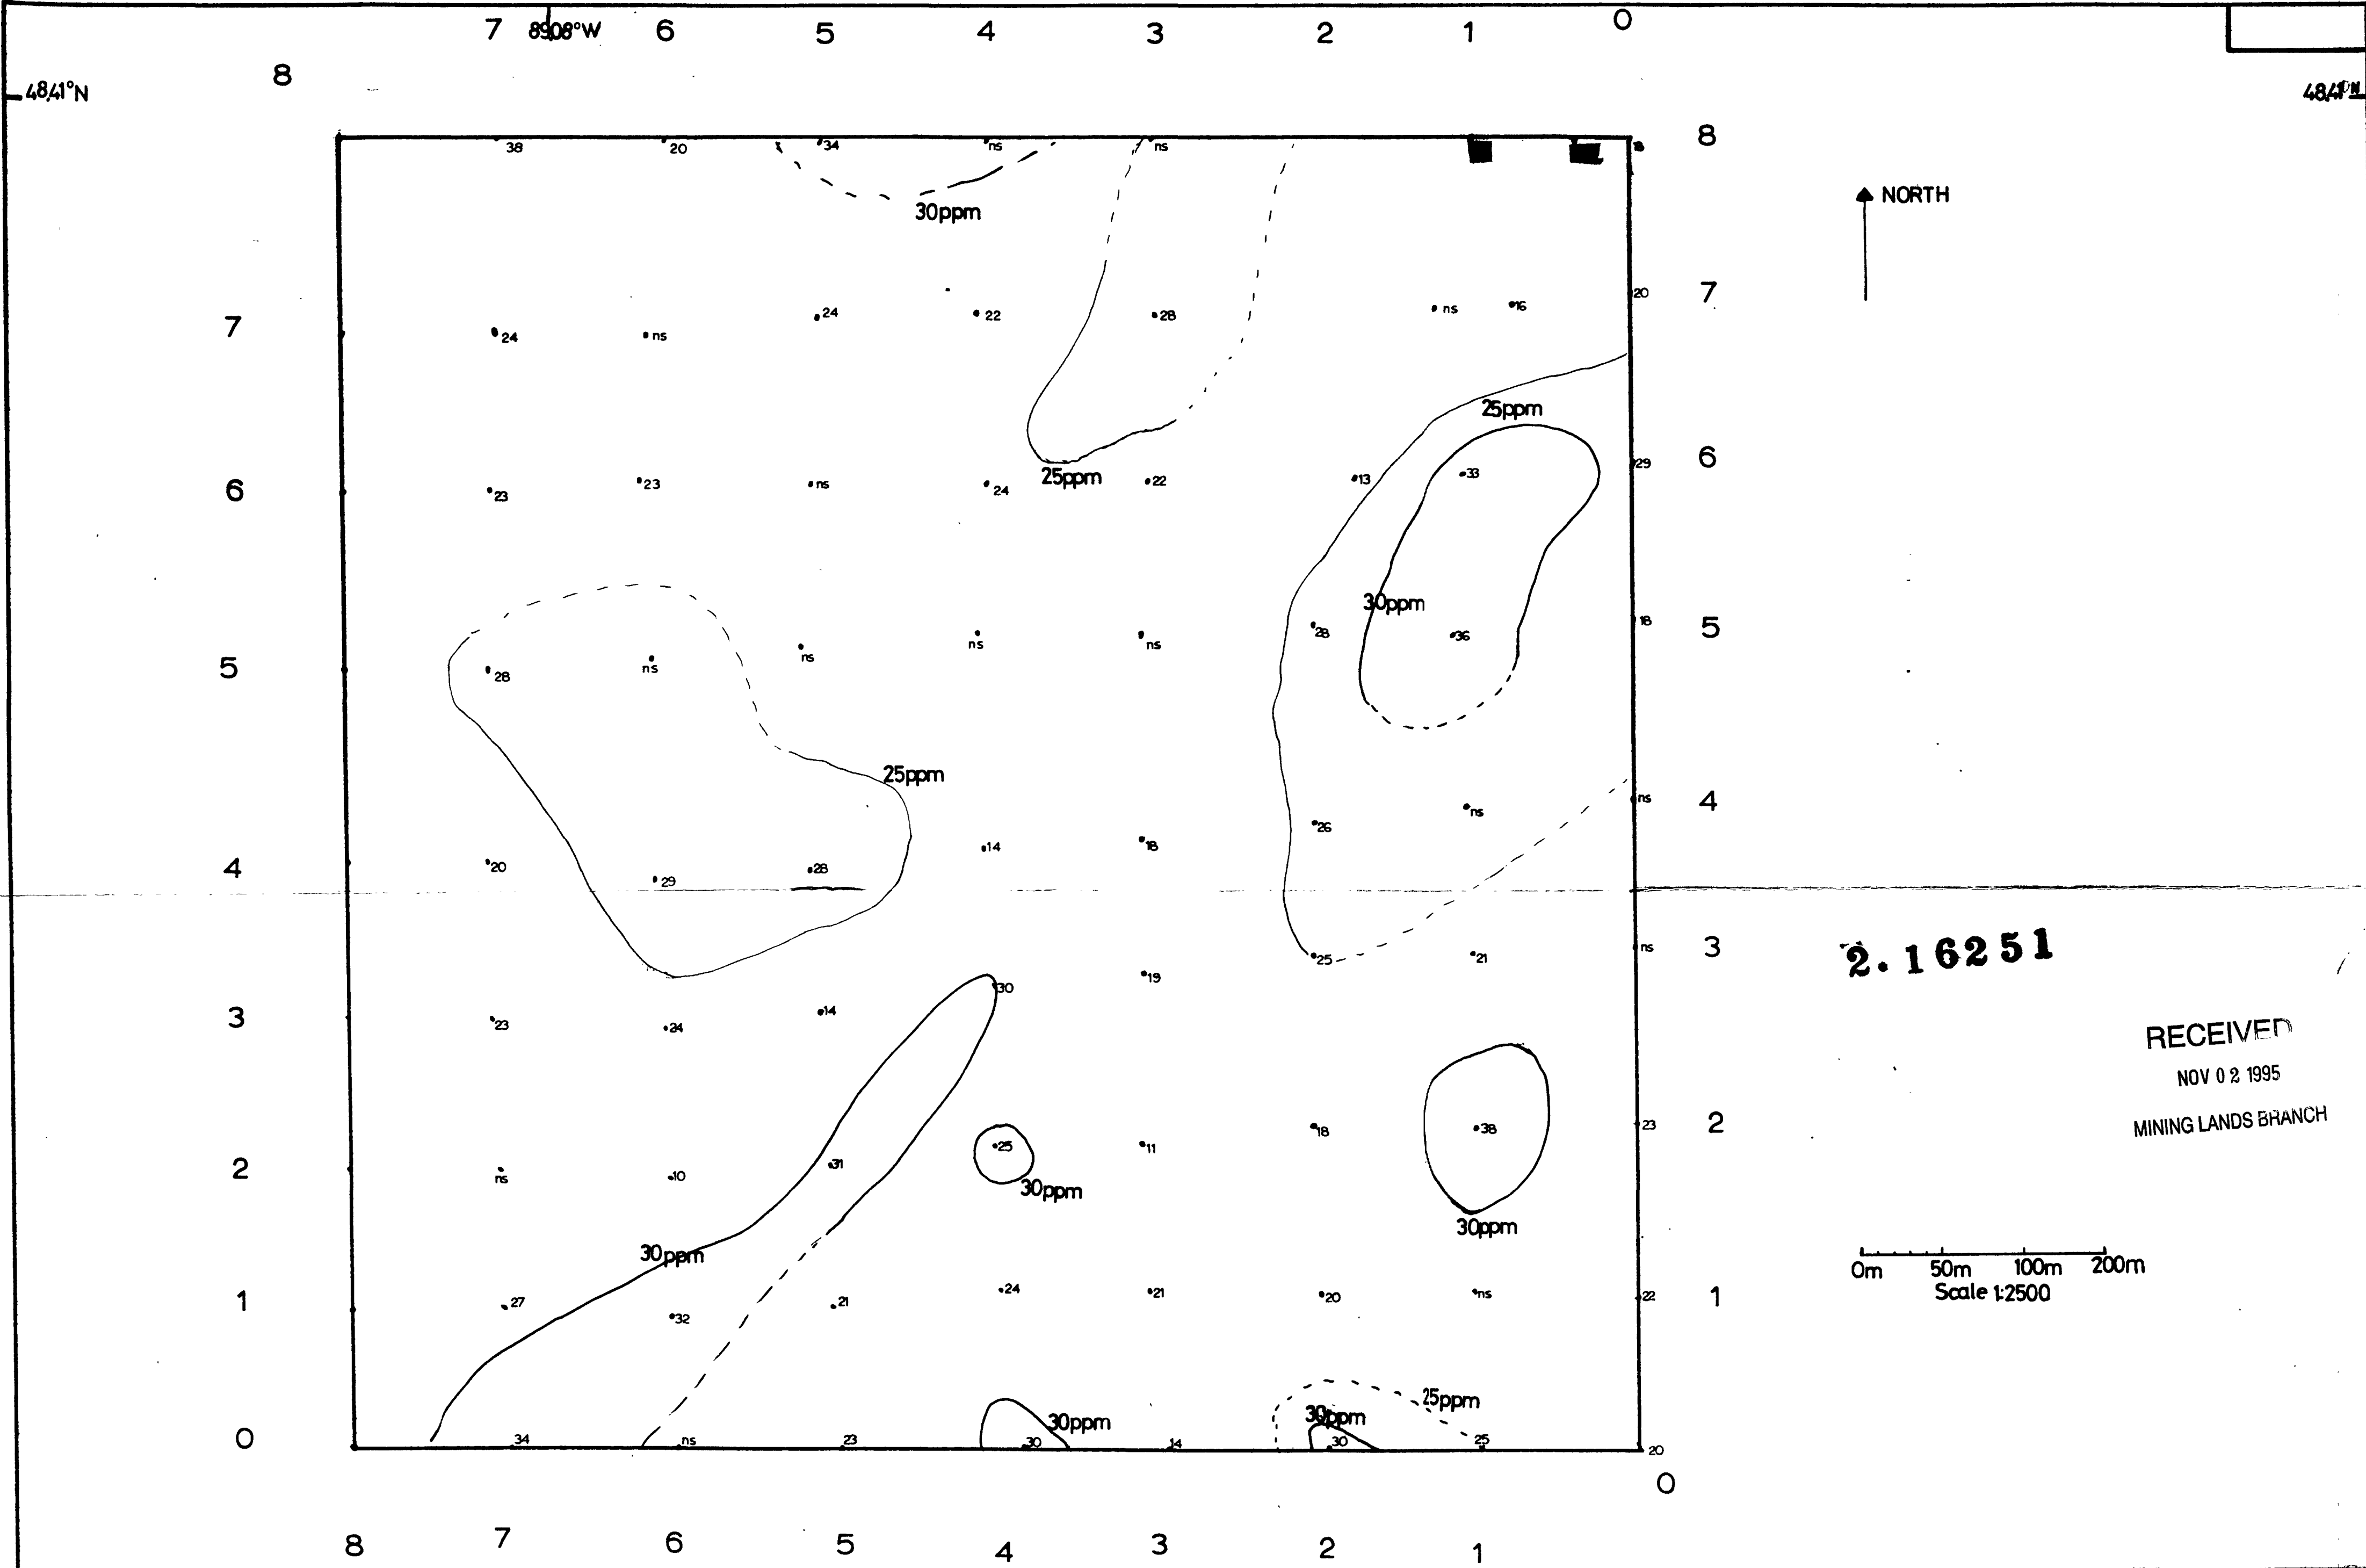 7 89.08°W 6 5 4 3 2 1 0
8
48.41°N 48.41°N
8
38 20 34 ns ns
30ppm
NORTH
7 24 ns 24 22 28 ns 16 20 7
25ppm
6 23 23 ns 24 22 13 33 29 6
25ppm
30ppm
5 28 ns ns ns ns 28 36 18 5
25ppm
4 20 29 28 14 18 26 ns ns 4
3 23 24 14 30 19 25 21 ns 3
2.16251
RECEIVED
NOV 02 1995
MINING LANDS BRANCH
2 ns 10 31 25 11 18 38 23 2
30ppm
30ppm
30ppm
0m 50m 100m 200m
Scale 1:2500
1 27 32 21 24 21 20 ns 22 1
25ppm
30ppm 30ppm
0 34 ns 23 30 14 30 25 20
0
8 7 6 5 4 3 2 1